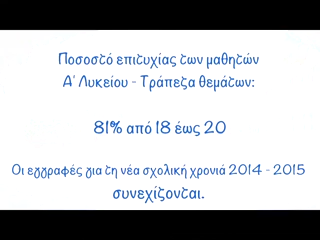 Ποσοστό επιτυχίας των μαθητών
Α' Λυκείου - Τράπεζα θεμάτων:
81% από 18 έως 20
Οι εγγραφές για τη νέα σχολική χρονιά 2014 - 2015
συνεχίζονται.